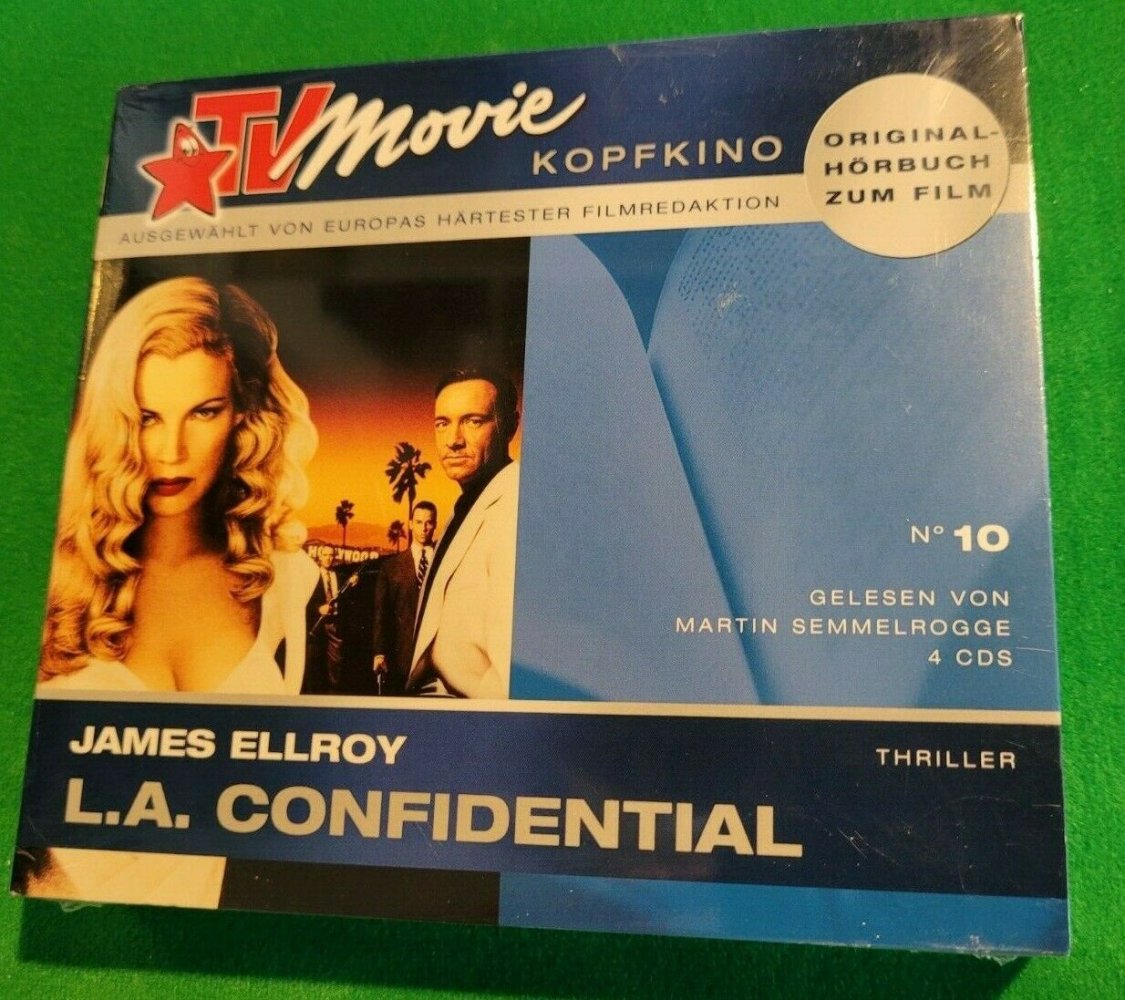 TV Movie
KOPFKINO
ORIGINAL-
HÖRBUCH
ZUM FILM
AUSGEWÄHLT VON EUROPAS HÄRTESTER FILMREDAKTION
HOLLYWOOD
N° 10
GELESEN VON
MARTIN SEMMELROGGE
4 CDS
JAMES ELLROY
THRILLER
L.A. CONFIDENTIAL